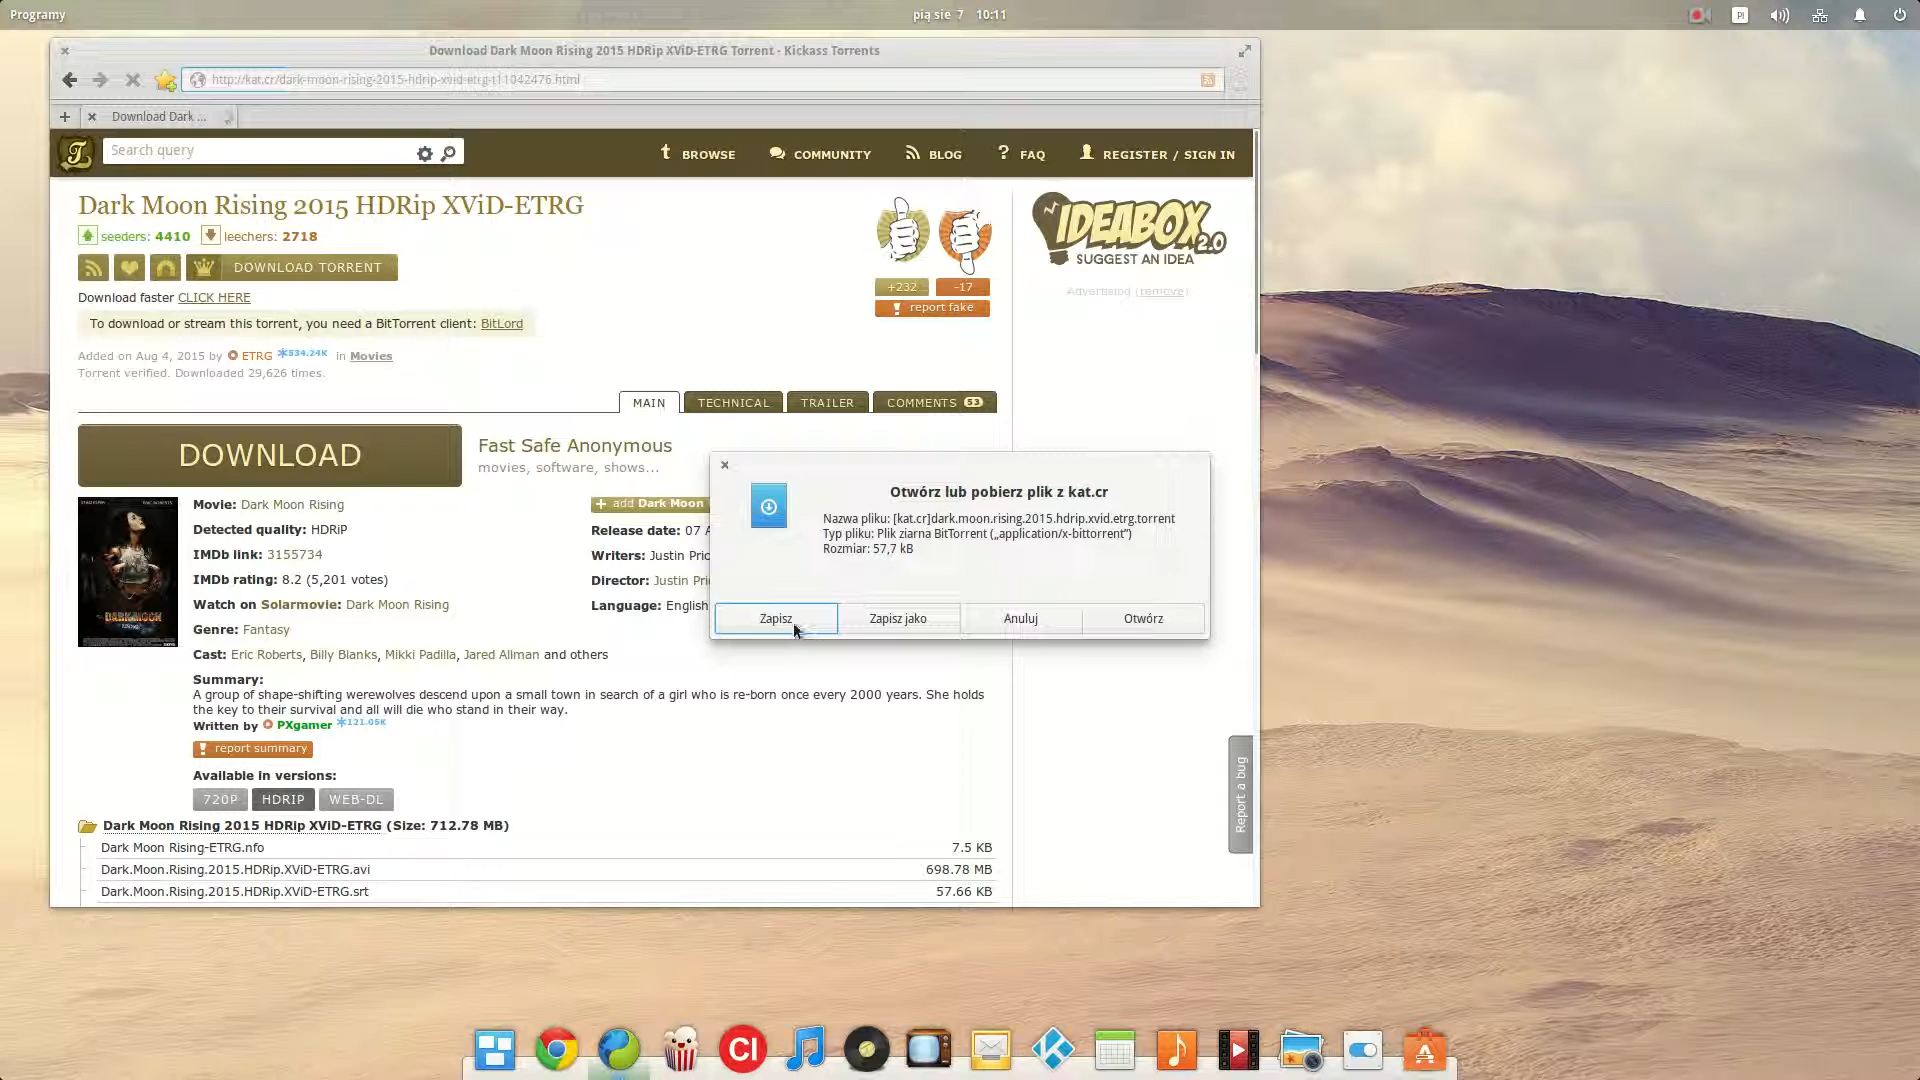 Programy
pią sie  7   10:11
Pl
Download Dark Moon Rising 2015 HDRip XViD-ETRG Torrent - Kickass Torrents
http://kat.cr/dark-moon-rising-2015-hdrip-xvid-etrg-t11042476.html
Download Dark ...
Search query
BROWSE
COMMUNITY
BLOG
FAQ
REGISTER / SIGN IN
Dark Moon Rising 2015 HDRip XViD-ETRG
seeders: 4410 leechers: 2718
DOWNLOAD TORRENT
+232 -17
report fake
IDEABOX 2.0
SUGGEST AN IDEA
Advertising (remove)
Download faster CLICK HERE
To download or stream this torrent, you need a BitTorrent client: BitLord
Added on Aug 4, 2015 by ETRG 534.24K in Movies
Torrent verified. Downloaded 29,626 times.
MAIN TECHNICAL TRAILER COMMENTS 53
DOWNLOAD
Fast Safe Anonymous
movies, software, shows...
Movie: Dark Moon Rising
Detected quality: HDRiP
IMDb link: 3155734
IMDb rating: 8.2 (5,201 votes)
Watch on Solarmovie: Dark Moon Rising
Genre: Fantasy
Cast: Eric Roberts, Billy Blanks, Mikki Padilla, Jared Allman and others
+ add Dark Moon
Release date: 07
Writers: Justin
Director: Justin
Language: English
Otwórz lub pobierz plik z kat.cr
Nazwa pliku: [kat.cr]dark.moon.rising.2015.hdrip.xvid.etrg.torrent
Typ pliku: Plik ziarna BitTorrent („application/x-bittorrent”)
Rozmiar: 57,7 kB
Zapisz
Zapisz jako
Anuluj
Otwórz
Summary:
A group of shape-shifting werewolves descend upon a small town in search of a girl who is re-born once every 2000 years. She holds
the key to their survival and all will die who stand in their way.
Written by PXgamer 121.05K
report summary
Available in versions:
720P HDRIP WEB-DL
Dark Moon Rising 2015 HDRip XViD-ETRG (Size: 712.78 MB)
Dark Moon Rising-ETRG.nfo 7.5 KB
Dark.Moon.Rising.2015.HDRip.XViD-ETRG.avi 698.78 MB
Dark.Moon.Rising.2015.HDRip.XViD-ETRG.srt 57.66 KB
Report a bug
DARKMOON
CI